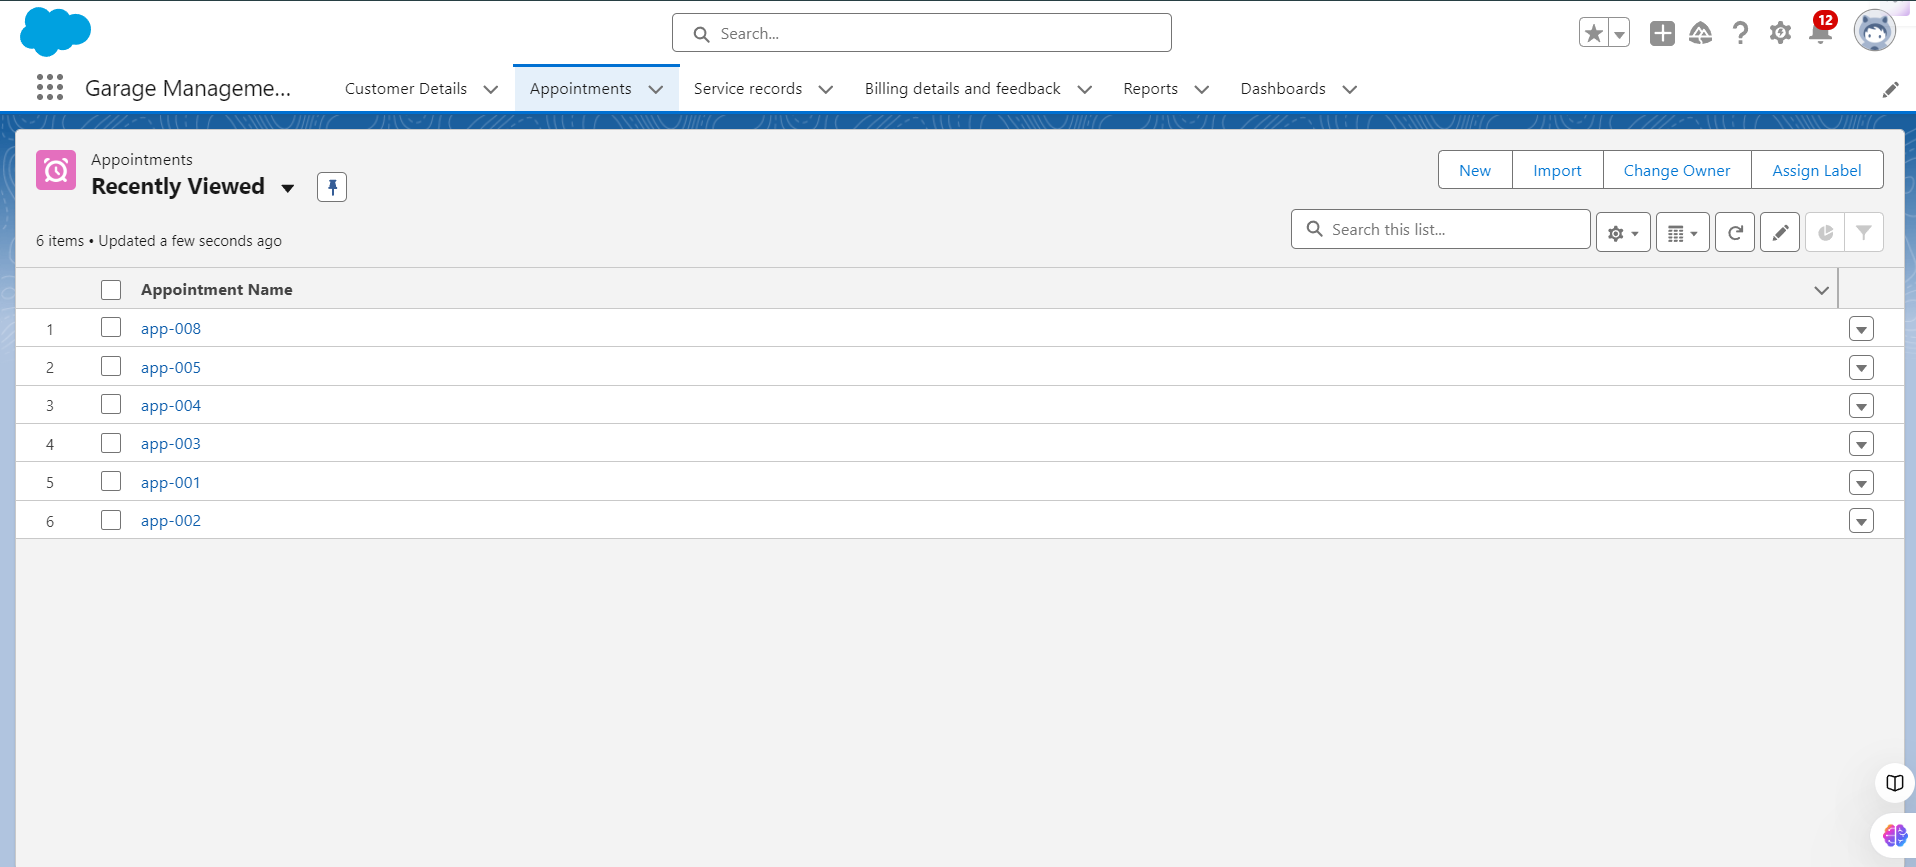 Search...
12
Garage Manageme...
Customer Details
Appointments
Service records
Billing details and feedback
Reports
Dashboards
Appointments
Recently Viewed
New
Import
Change Owner
Assign Label
6 items • Updated a few seconds ago
Search this list...
Appointment Name
1 app-008
2 app-005
3 app-004
4 app-003
5 app-001
6 app-002